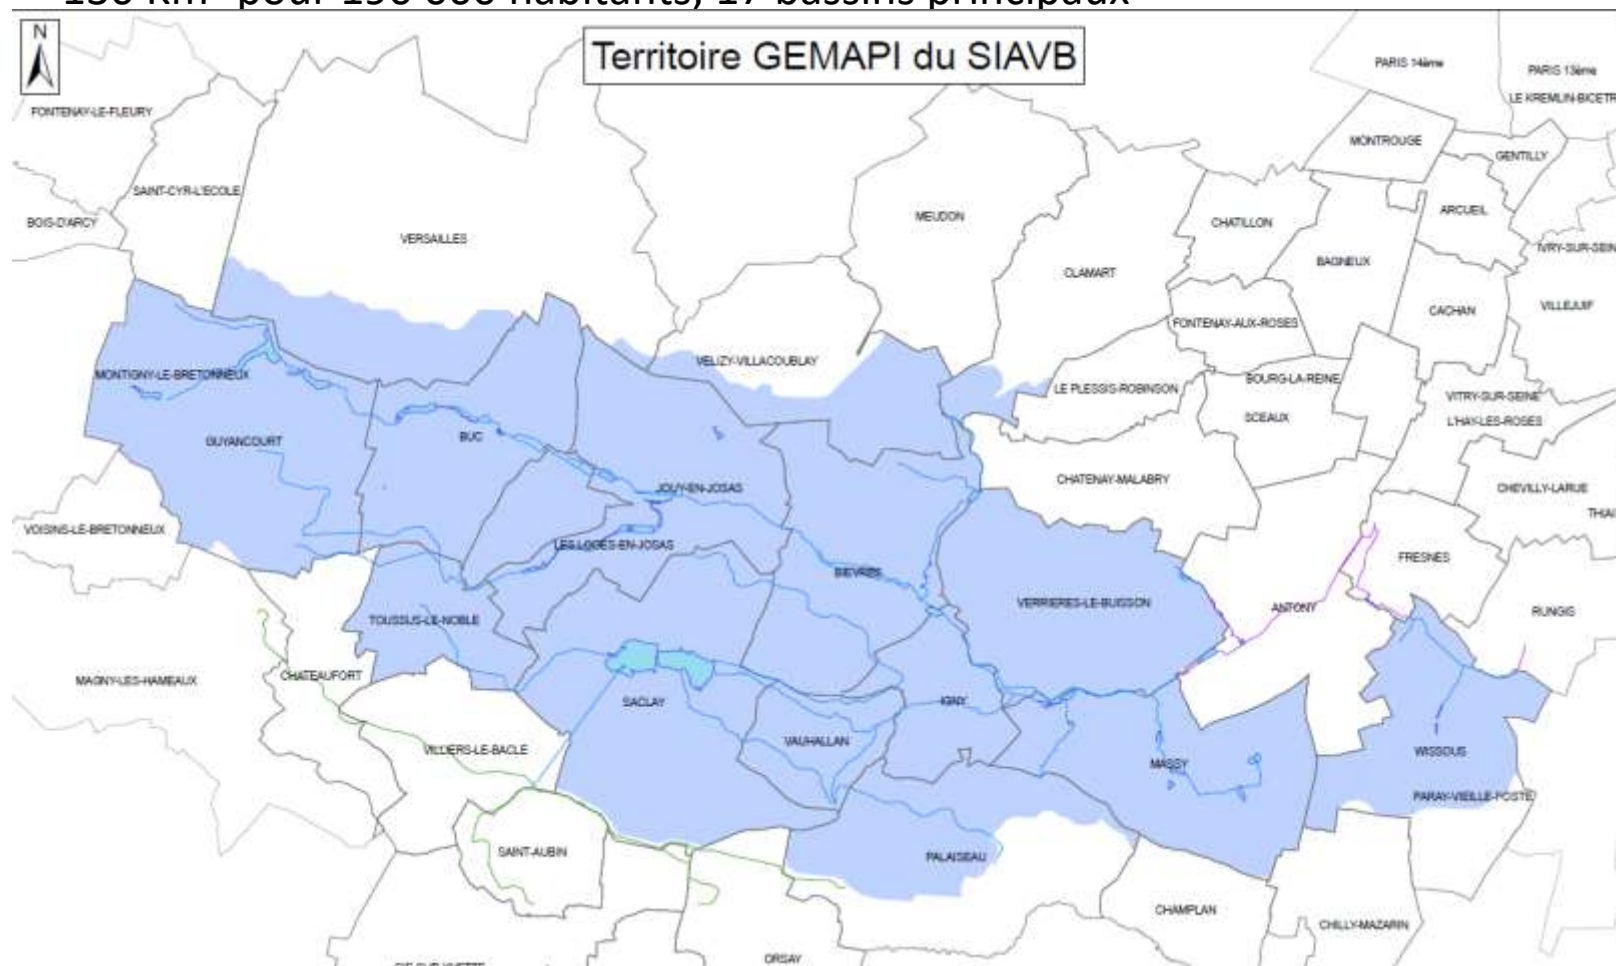 Territoire GEMAPI du SIAVB
N
PARIS 14ème
PARIS 13ème
LE KREMLIN-BICETR
FONTENAY-LE-FLEURY
MONTROUGE
GENTILLY
SAINT-CYR-L'ECOLE
BOIS-D'ARCY
ARCUEIL
MEUDON
CHATILLON
VERSAILLES
IVRY-SUR-SEIN
BAGNEUX
CLAMART
VILLEJUIF
CACHAN
FONTENAY-AUX-ROSES
VELIZY-VILLACOUBLAY
MONTIGNY-LE-BRETONNEUX
BOURG-LA-REINE
LE PLESSIS-ROBINSON
VITRY-SUR-SEINE
SCEAUX
L'HAY-LES-ROSES
BUC
GUYANCOURT
CHATENAY-MALABRY
JOUY-EN-JOSAS
CHEVILLY-LARUE
THIAI
VOISINS-LE-BRETONNEUX
LES LOGES-EN-JOSAS
FRESNES
BIEVRES
VERRIERES-LE-BUISSON
ANTONY
RUNGIS
TOUSSUS-LE-NOBLE
CHATEAUFORT
MAGNY-LES-HAMEAUX
SACLAY
IGNY
VAUHALLAN
VILLIERS-LE-BACLE
WISSOUS
MASSY
PARAY-VIEILLE-POSTE
SAINT-AUBIN
PALAISEAU
CHAMPLAN
CHILLY-MAZARIN
ORSAY